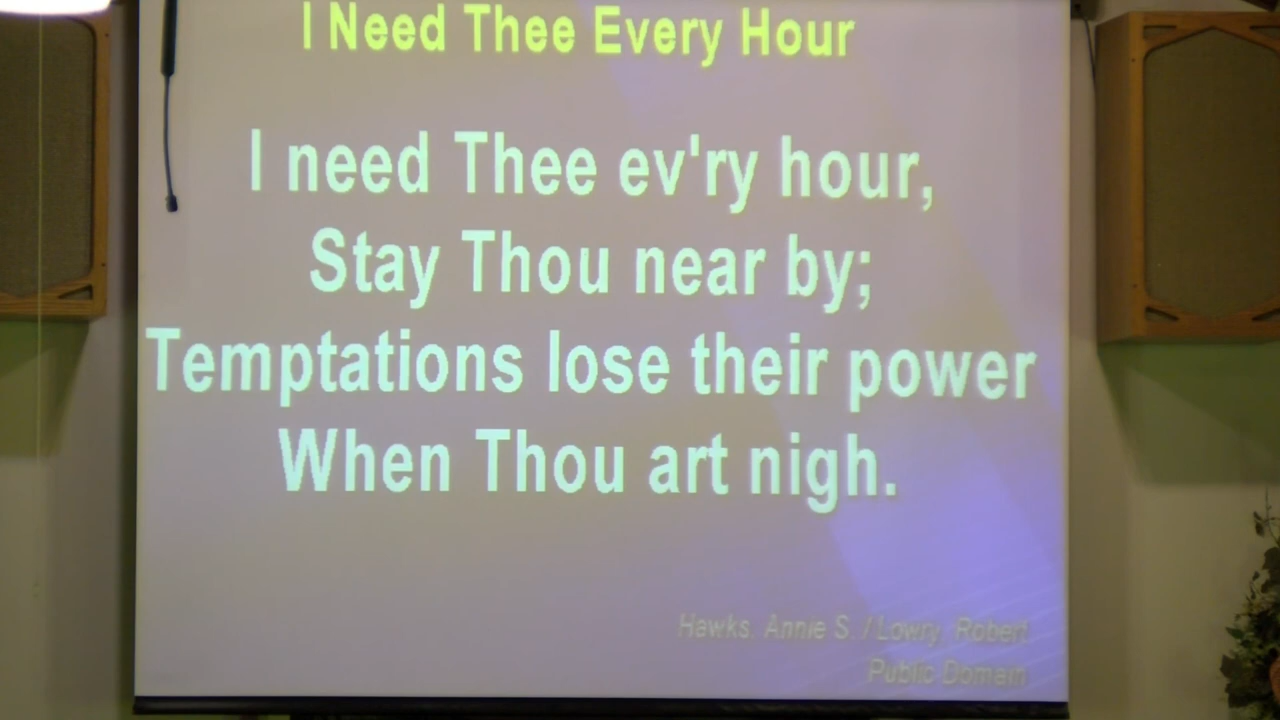 I Need Thee Every Hour
I need Thee ev'ry hour,
Stay Thou near by;
Temptations lose their power
When Thou art nigh.
Hawks, Annie S. / Lowry, Robert
Public Domain